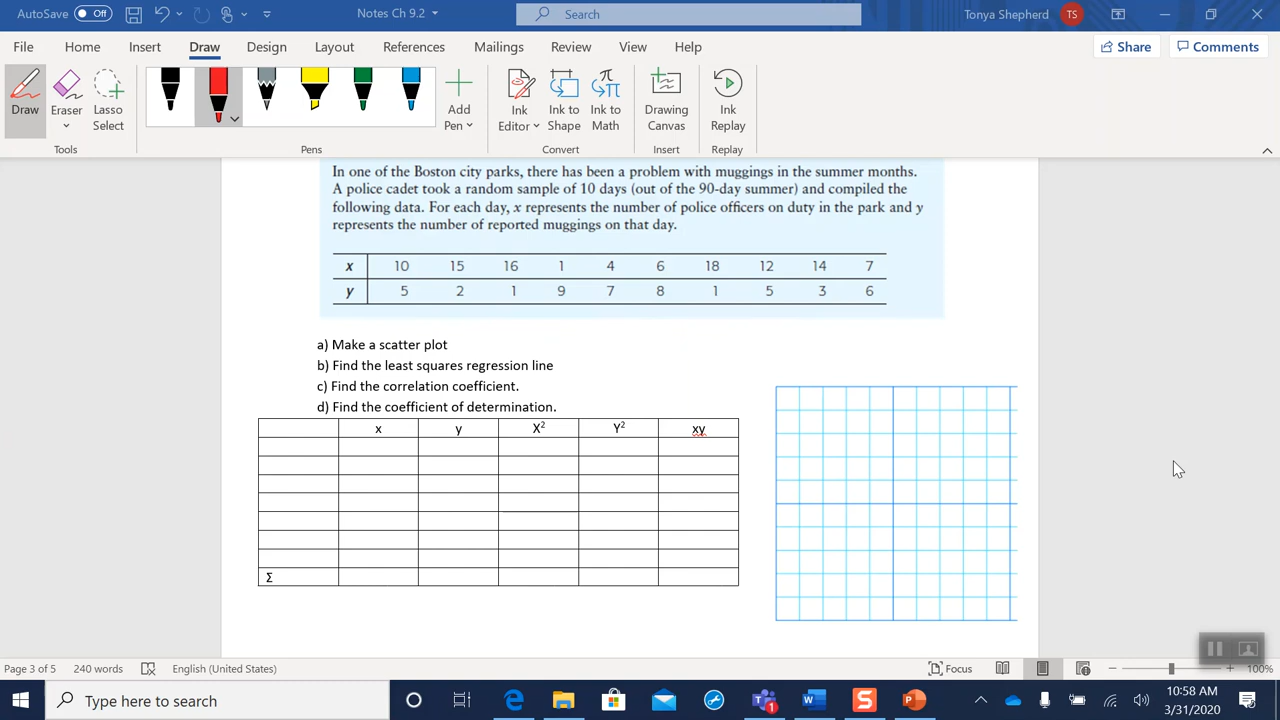 AutoSave Off Notes Ch 9.2 Search Tonya Shepherd TS
File Home Insert Draw Design Layout References Mailings Review View Help Share Comments
Draw Eraser Lasso Select Add Pen Ink Editor Ink to Shape Ink to Math Drawing Canvas Ink Replay
Tools Pens Convert Insert Replay
In one of the Boston city parks, there has been a problem with muggings in the summer months.
A police cadet took a random sample of 10 days (out of the 90-day summer) and compiled the
following data. For each day, x represents the number of police officers on duty in the park and y
represents the number of reported muggings on that day.
x 10 15 16 1 4 6 18 12 14 7
y 5 2 1 9 7 8 1 5 3 6
a) Make a scatter plot
b) Find the least squares regression line
c) Find the correlation coefficient.
d) Find the coefficient of determination.
x y X² Y² xy
Σ
Page 3 of 5 240 words English (United States) Focus 100%
Type here to search 1 10:58 AM
3/31/2020